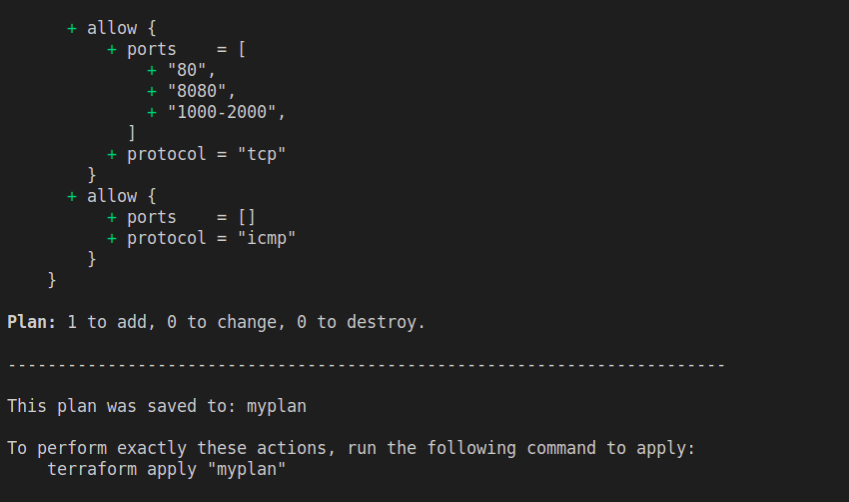 + allow {
          + ports    = [
              + "80",
              + "8080",
              + "1000-2000",
            ]
          + protocol = "tcp"
        }
      + allow {
          + ports    = []
          + protocol = "icmp"
        }
    }
Plan: 1 to add, 0 to change, 0 to destroy.
------------------------------------------------------------------------
This plan was saved to: myplan
To perform exactly these actions, run the following command to apply:
    terraform apply "myplan"